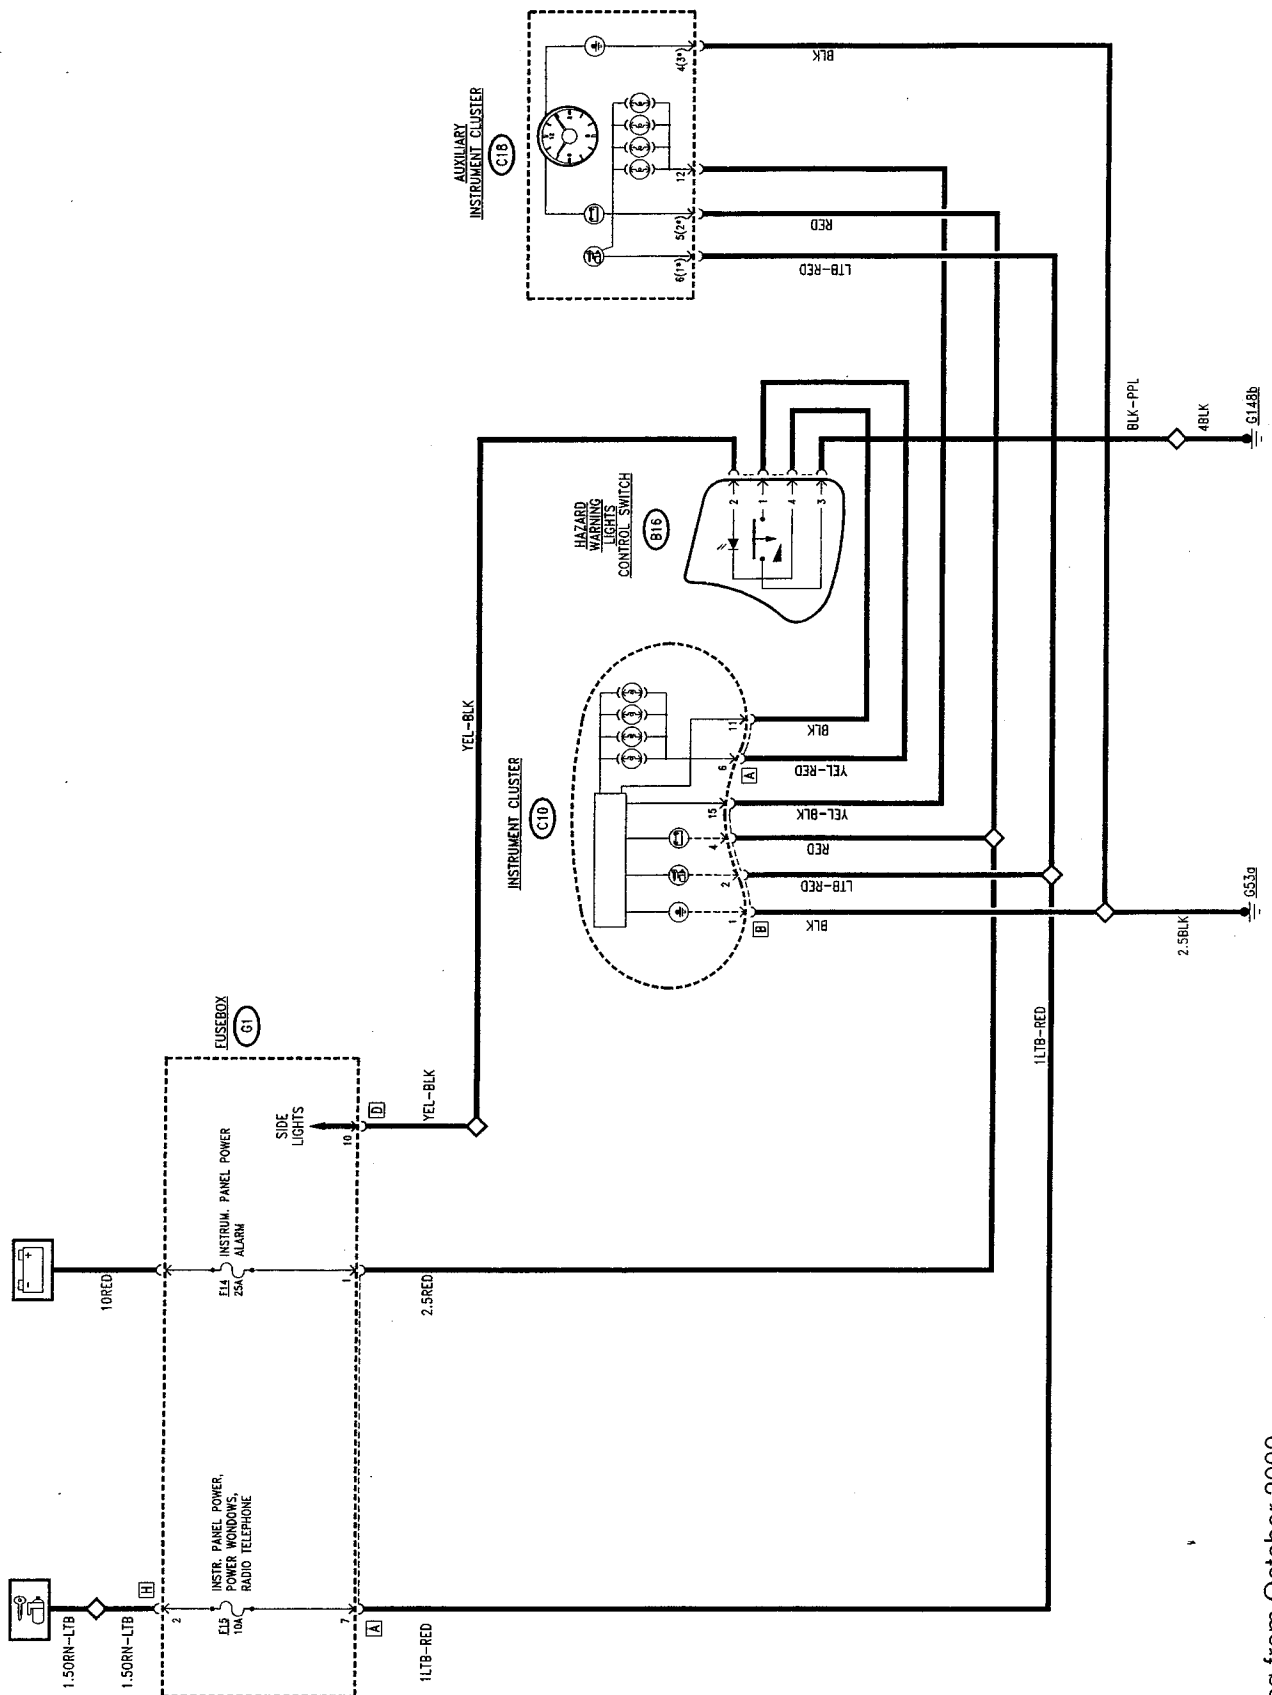 AUXILIARY
INSTRUMENT CLUSTER
C18
4(3*)
12
5(2*)
6(1*)
BLK
RED
LTB-RED
HAZARD
WARNING
LIGHTS
CONTROL SWITCH
B16
2
1
4
3
BLK-PPL
4BLK
G148b
YEL-BLK
INSTRUMENT CLUSTER
C10
11
6
15
4
2
1
A
B
BLK
YEL-RED
YEL-BLK
RED
LTB-RED
BLK
2.5BLK
G53a
FUSEBOX
G1
SIDE
LIGHTS
10
D
YEL-BLK
INSTRUM. PANEL POWER
ALARM
F14
25A
- +
10RED
1
2.5RED
1LTB-RED
INSTR. PANEL POWER,
POWER WONDOWS,
RADIO TELEPHONE
F15
10A
H
2
7
A
1.5ORN-LTB
1.5ORN-LTB
1LTB-RED
from October 2000